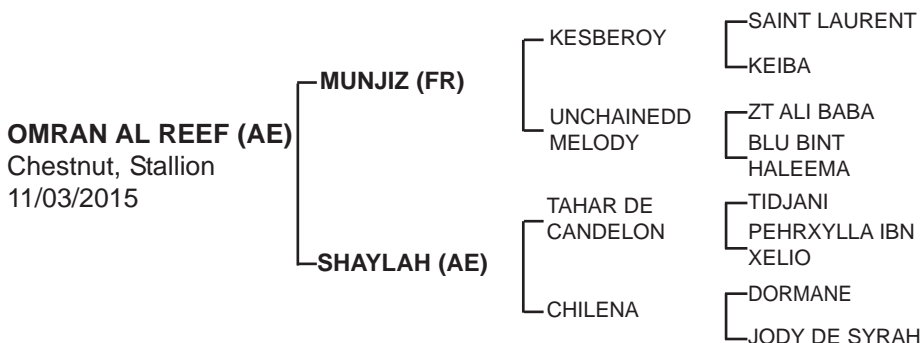 OMRAN AL REEF (AE)
Chestnut, Stallion
11/03/2015
MUNJIZ (FR)
SHAYLAH (AE)
KESBEROY
UNCHAINEDD
MELODY
TAHAR DE
CANDELON
CHILENA
SAINT LAURENT
KEIBA
ZT ALI BABA
BLU BINT
HALEEMA
TIDJANI
PEHRXYLLA IBN
XELIO
DORMANE
JODY DE SYRAH